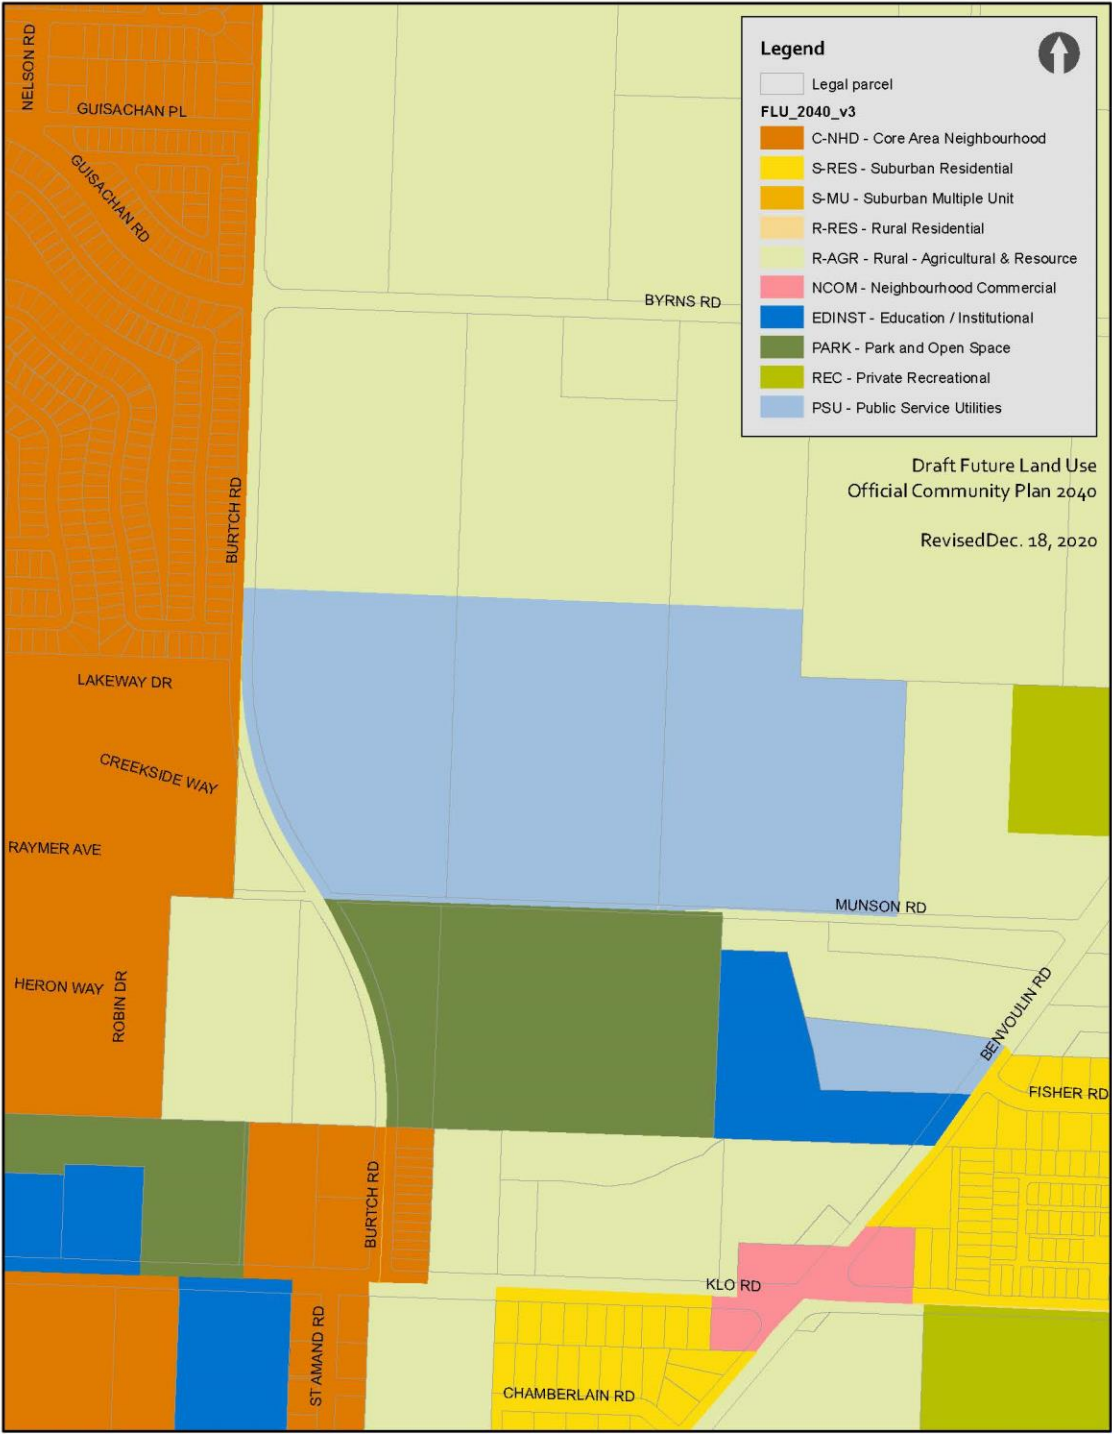 NELSON RD
GUISACHAN PL
GUISACHAN RD
Legend
Legal parcel
FLU_2040_v3
C-NHD - Core Area Neighbourhood
S-RES - Suburban Residential
S-MU - Suburban Multiple Unit
R-RES - Rural Residential
R-AGR - Rural - Agricultural & Resource
NCOM - Neighbourhood Commercial
EDINST - Education / Institutional
PARK - Park and Open Space
REC - Private Recreational
PSU - Public Service Utilities
BYRNS RD
Draft Future Land Use
Official Community Plan 2040
RevisedDec. 18, 2020
BURTCH RD
LAKEWAY DR
CREEKSIDE WAY
RAYMER AVE
MUNSON RD
HERON WAY
ROBIN DR
BENVOULIN RD
FISHER RD
BURTCH RD
KLO RD
ST AMAND RD
CHAMBERLAIN RD